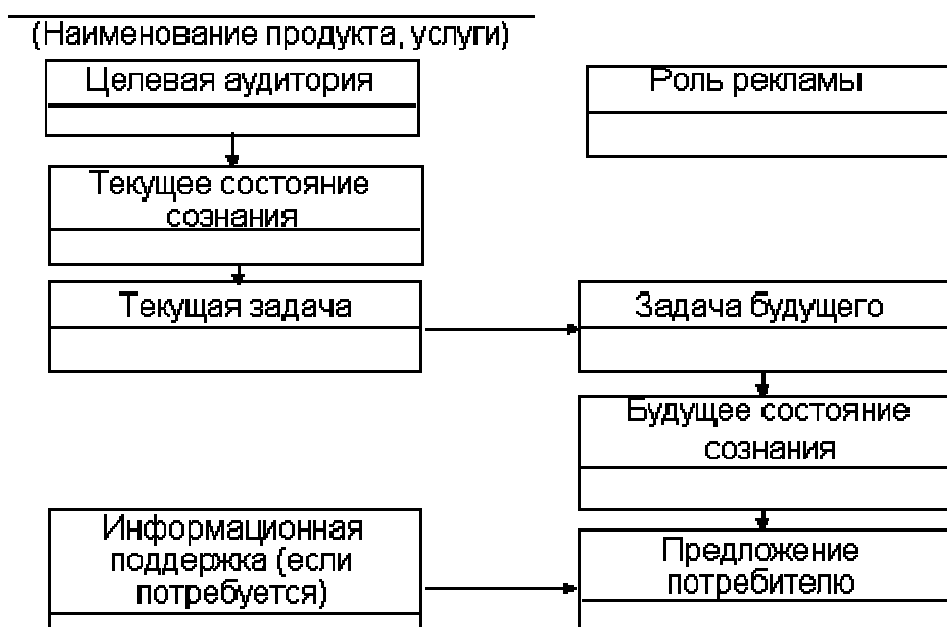 (Наименование продукта, услуги)
Целевая аудитория
Роль рекламы
Текущее состояние
сознания
Текущая задача
Задача будущего
Будущее состояние
сознания
Информационная
поддержка (если
потребуется)
Предложение
потребителю